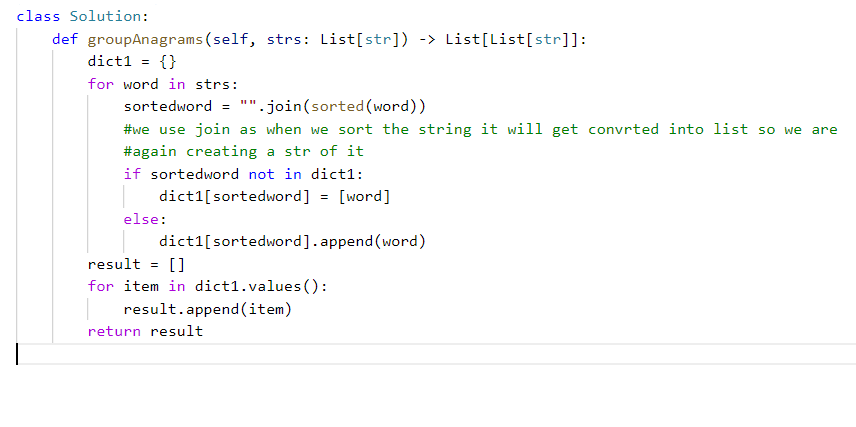 class Solution:
    def groupAnagrams(self, strs: List[str]) -> List[List[str]]:
        dict1 = {}
        for word in strs:
            sortedword = "".join(sorted(word))
            #we use join as when we sort the string it will get convrted into list so we are
            #again creating a str of it
            if sortedword not in dict1:
                dict1[sortedword] = [word]
            else:
                dict1[sortedword].append(word)
        result = []
        for item in dict1.values():
            result.append(item)
        return result